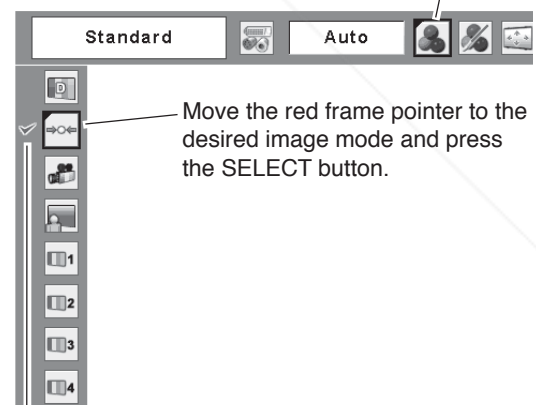 Standard
Auto
D
Move the red frame pointer to the
desired image mode and press
the SELECT button.
1
2
3
4